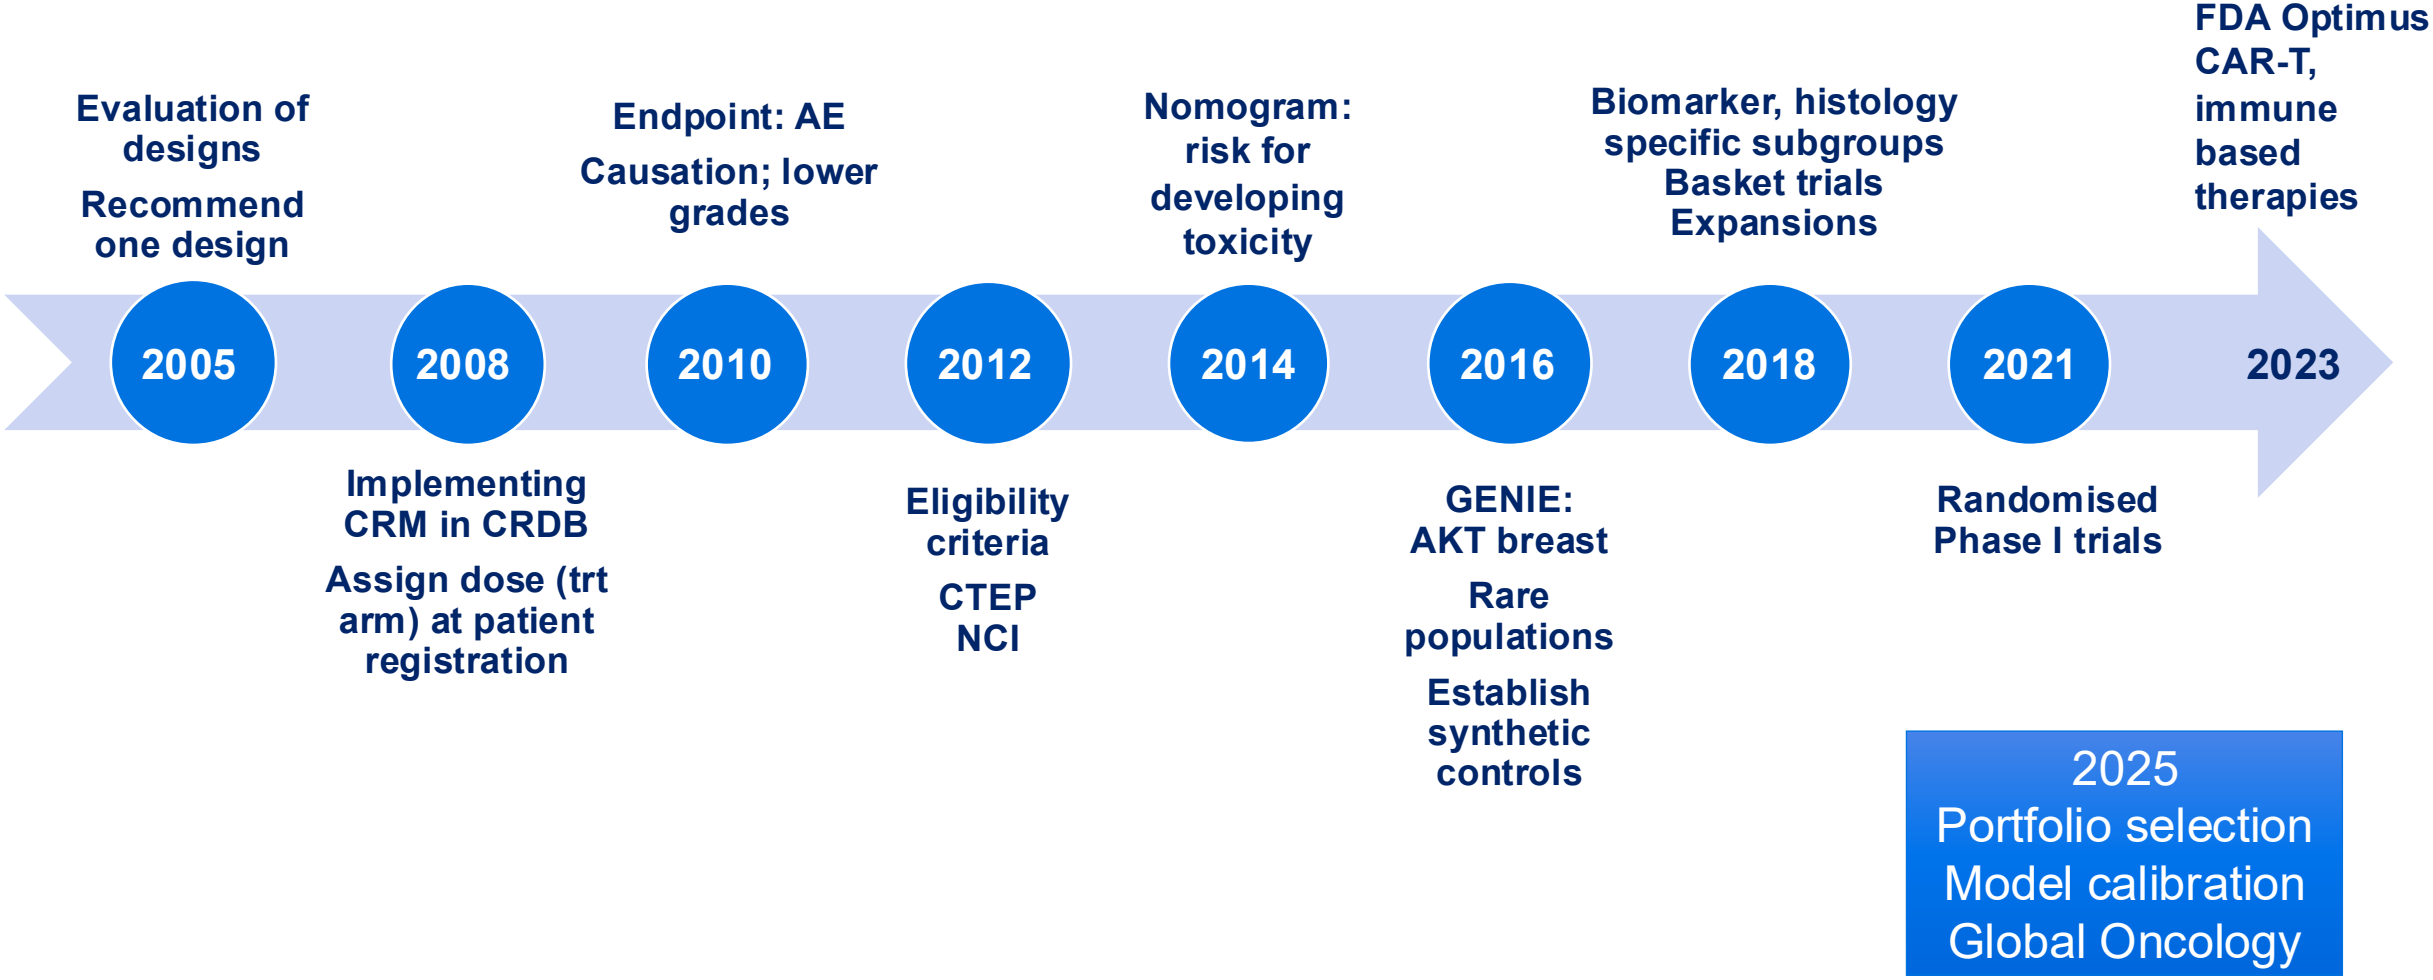 Evaluation of
designs
Recommend
one design
2005
2008
Implementing
CRM in CRDB
Assign dose (trt
arm) at patient
registration
Endpoint: AE
Causation; lower
grades
2010
2012
Eligibility
criteria
CTEP
NCI
Nomogram:
risk for
developing
toxicity
2014
2016
GENIE:
AKT breast
Rare
populations
Establish
synthetic
controls
Biomarker, histology
specific subgroups
Basket trials
Expansions
2018
2021
Randomised
Phase I trials
FDA Optimus
CAR-T,
immune
based
therapies
2023
2025
Portfolio selection
Model calibration
Global Oncology